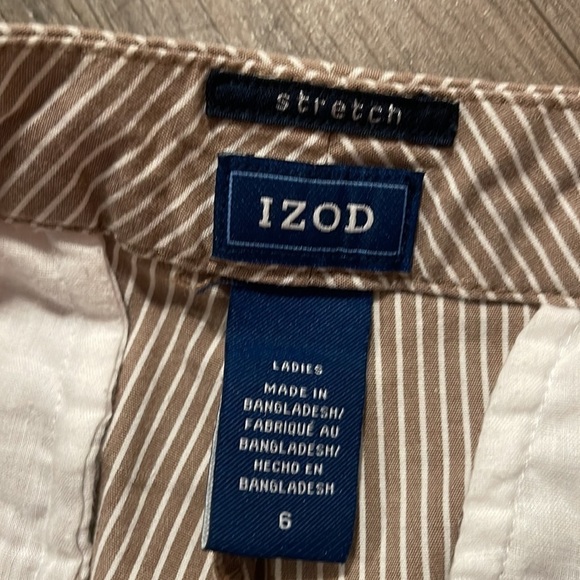 stretch
IZOD
LADIES
MADE IN
BANGLADESH/
FABRIQUÉ AU
BANGLADESH/
HECHO EN
BANGLADESH
6